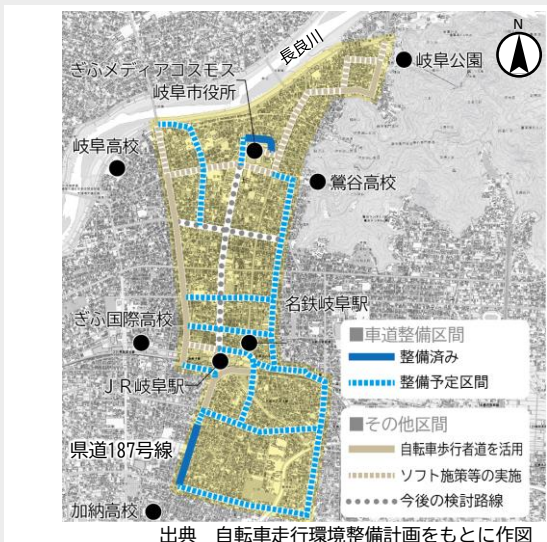 N
長良川
岐阜公園
ぎふメディアコスモス
岐阜市役所
岐阜高校
鶯谷高校
名鉄岐阜駅
ぎふ国際高校
JR岐阜駅
■車道整備区間
整備済み
整備予定区間
■その他区間
自転車歩行者道を活用
ソフト施策等の実施
今後の検討路線
県道187号線
加納高校
出典 自転車走行環境整備計画をもとに作図